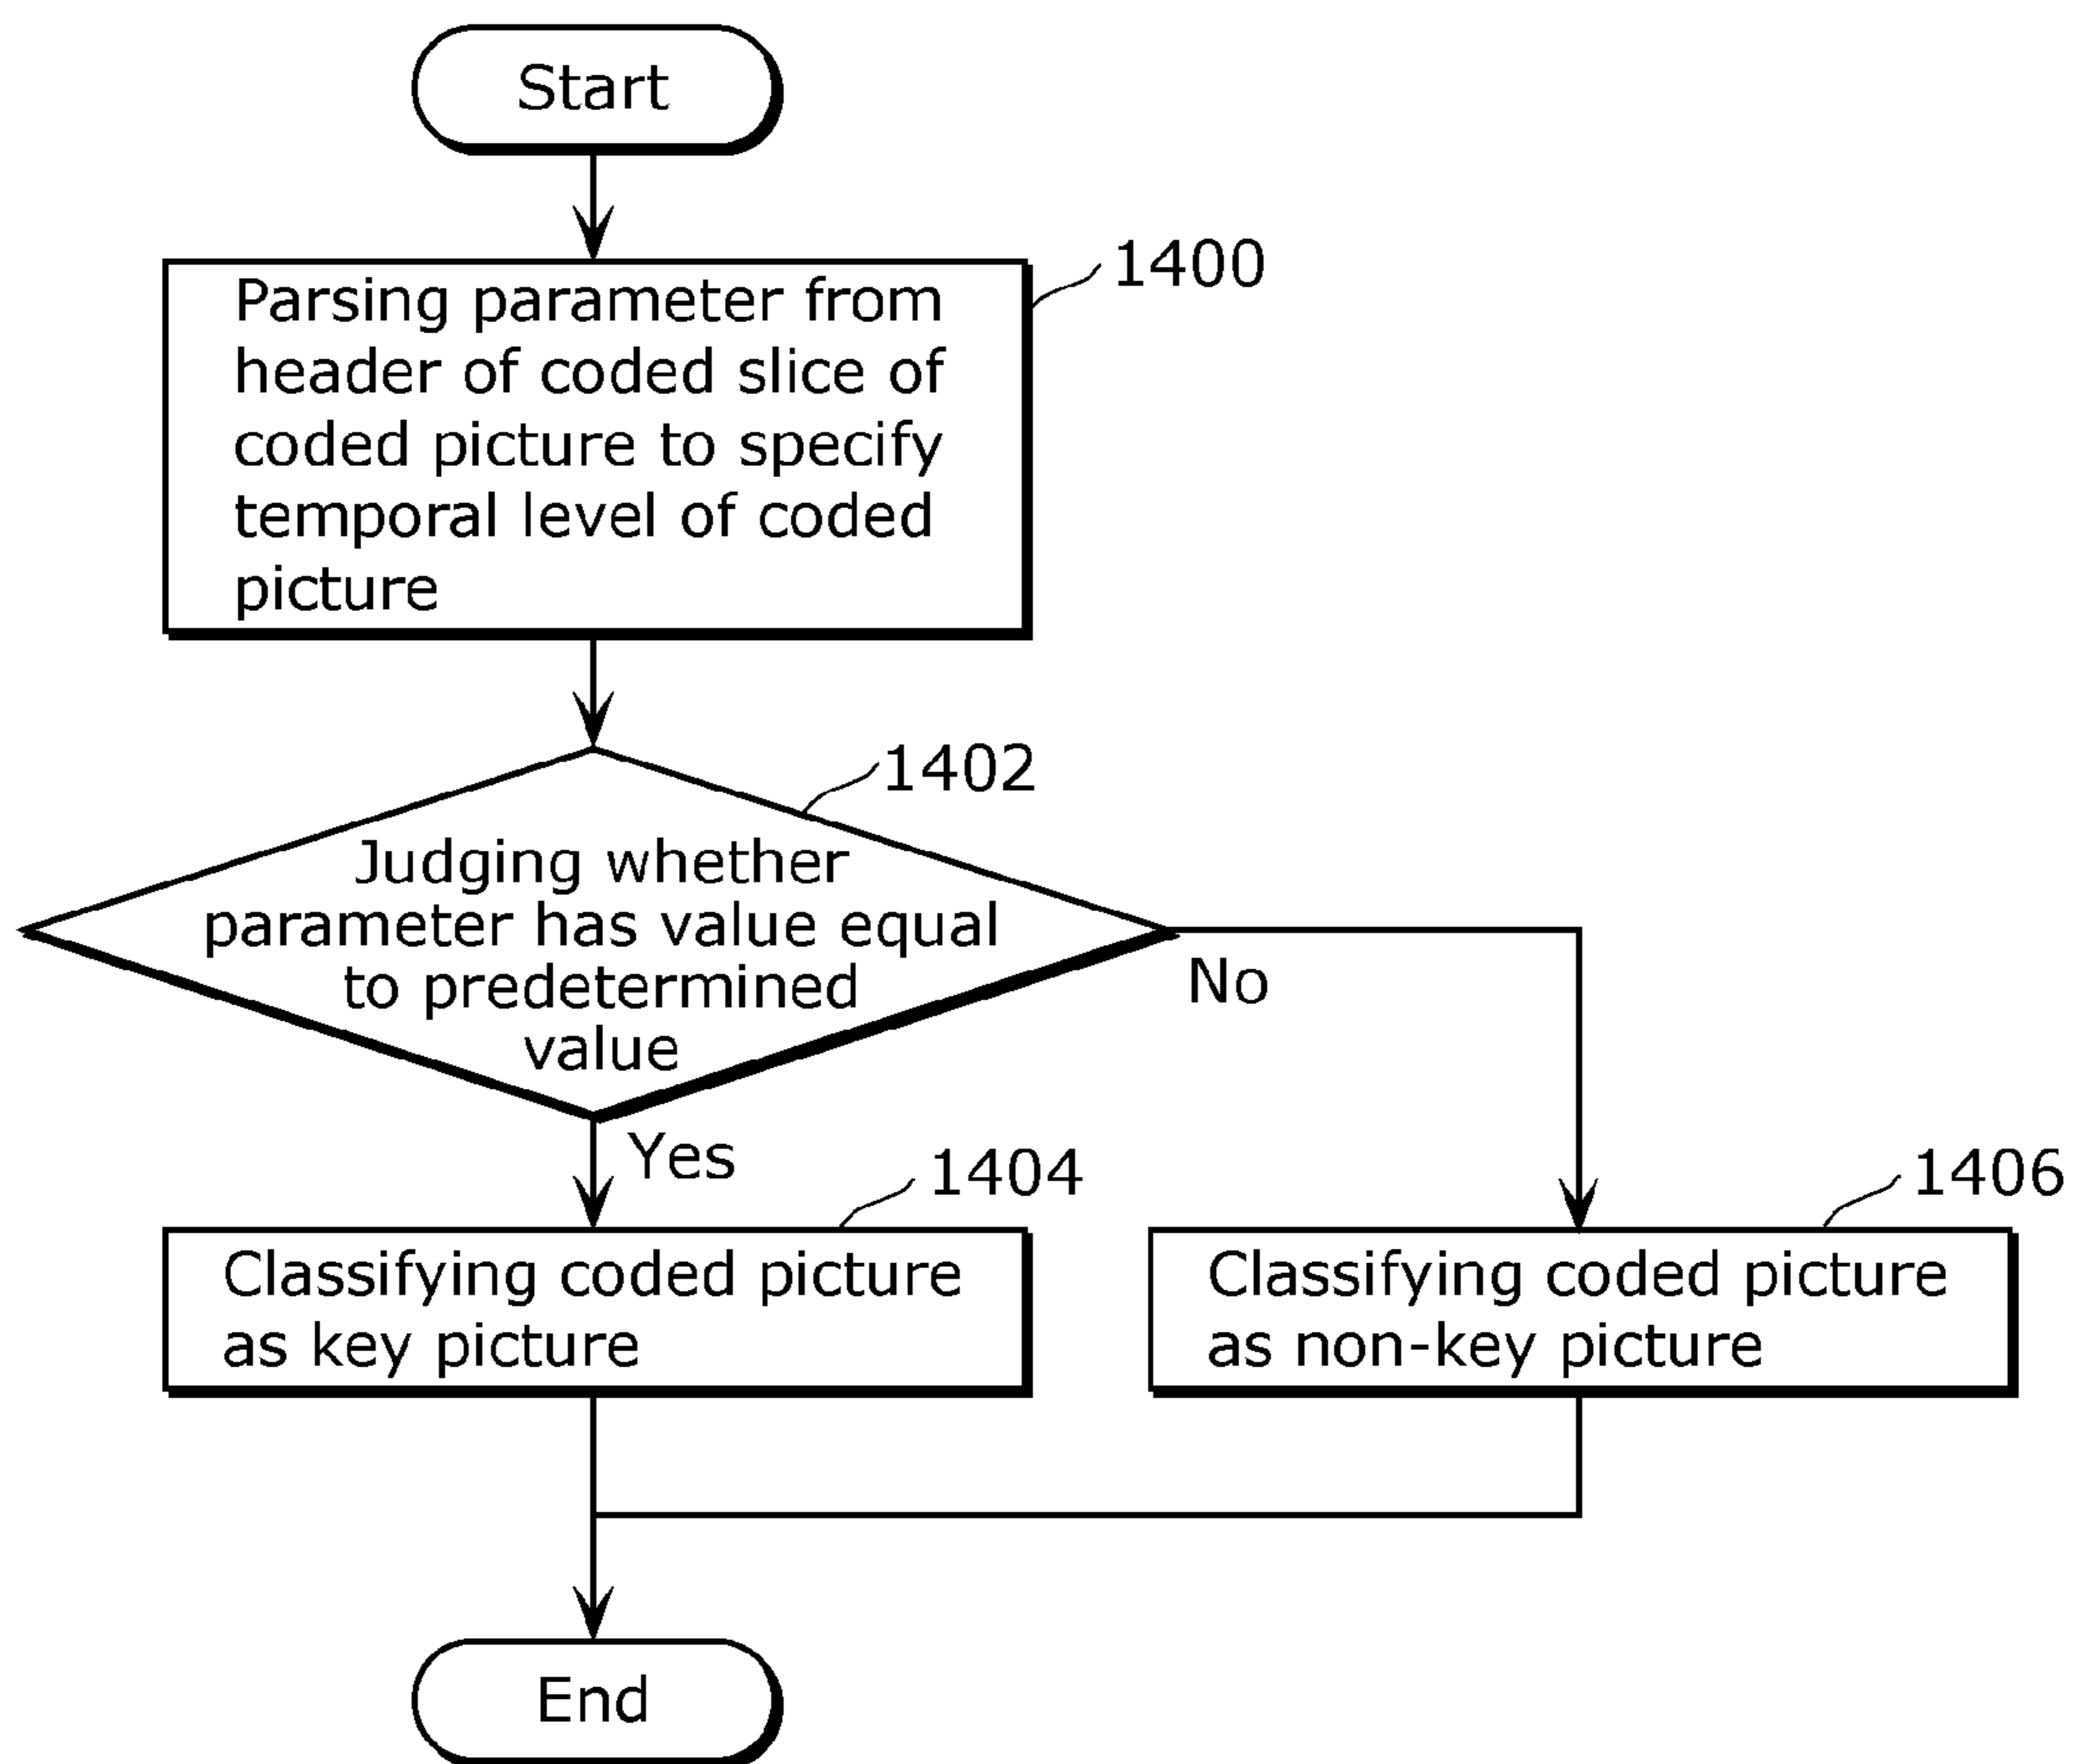 Start
1400
Parsing parameter from
header of coded slice of
coded picture to specify
temporal level of coded
picture
1402
Judging whether
parameter has value equal
to predetermined
value
No
Yes
1404
Classifying coded picture
as key picture
1406
Classifying coded picture
as non-key picture
End